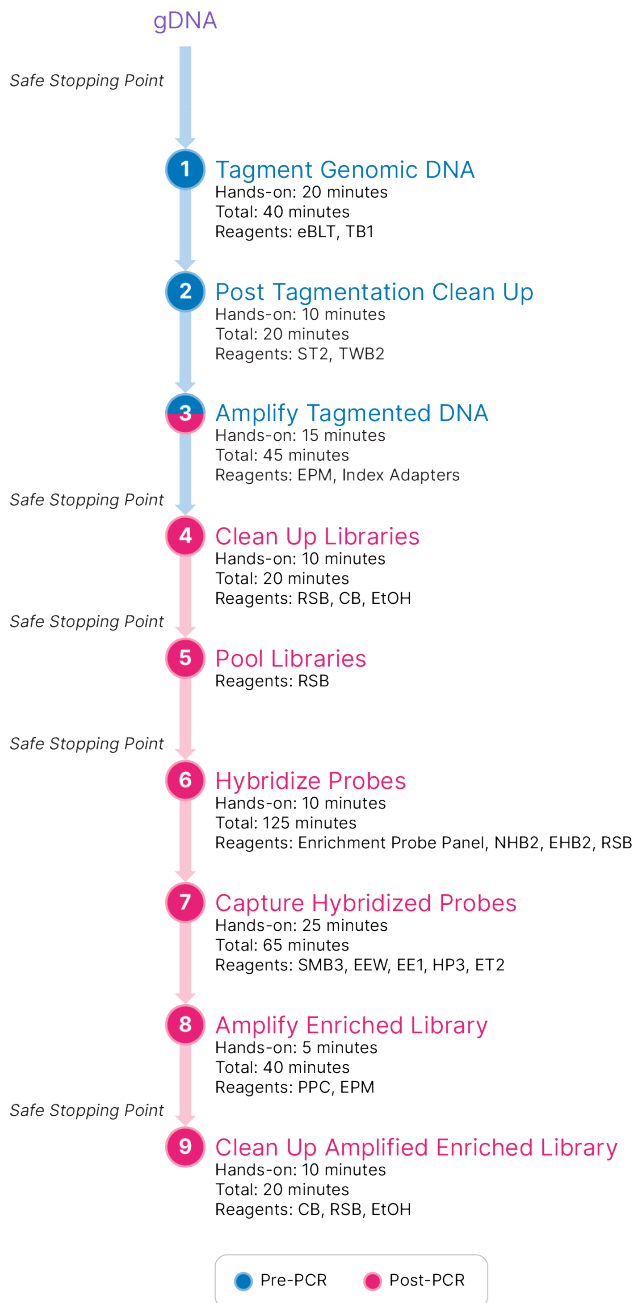 gDNA
Safe Stopping Point
1
Tagment Genomic DNA
Hands-on: 20 minutes
Total: 40 minutes
Reagents: eBLT, TB1
2
Post Tagmentation Clean Up
Hands-on: 10 minutes
Total: 20 minutes
Reagents: ST2, TWB2
3
Amplify Tagmented DNA
Hands-on: 15 minutes
Total: 45 minutes
Reagents: EPM, Index Adapters
Safe Stopping Point
4
Clean Up Libraries
Hands-on: 10 minutes
Total: 20 minutes
Reagents: RSB, CB, EtOH
Safe Stopping Point
5
Pool Libraries
Reagents: RSB
Safe Stopping Point
6
Hybridize Probes
Hands-on: 10 minutes
Total: 125 minutes
Reagents: Enrichment Probe Panel, NHB2, EHB2, RSB
7
Capture Hybridized Probes
Hands-on: 25 minutes
Total: 65 minutes
Reagents: SMB3, EEW, EE1, HP3, ET2
8
Amplify Enriched Library
Hands-on: 5 minutes
Total: 40 minutes
Reagents: PPC, EPM
Safe Stopping Point
9
Clean Up Amplified Enriched Library
Hands-on: 10 minutes
Total: 20 minutes
Reagents: CB, RSB, EtOH
Pre-PCR
Post-PCR